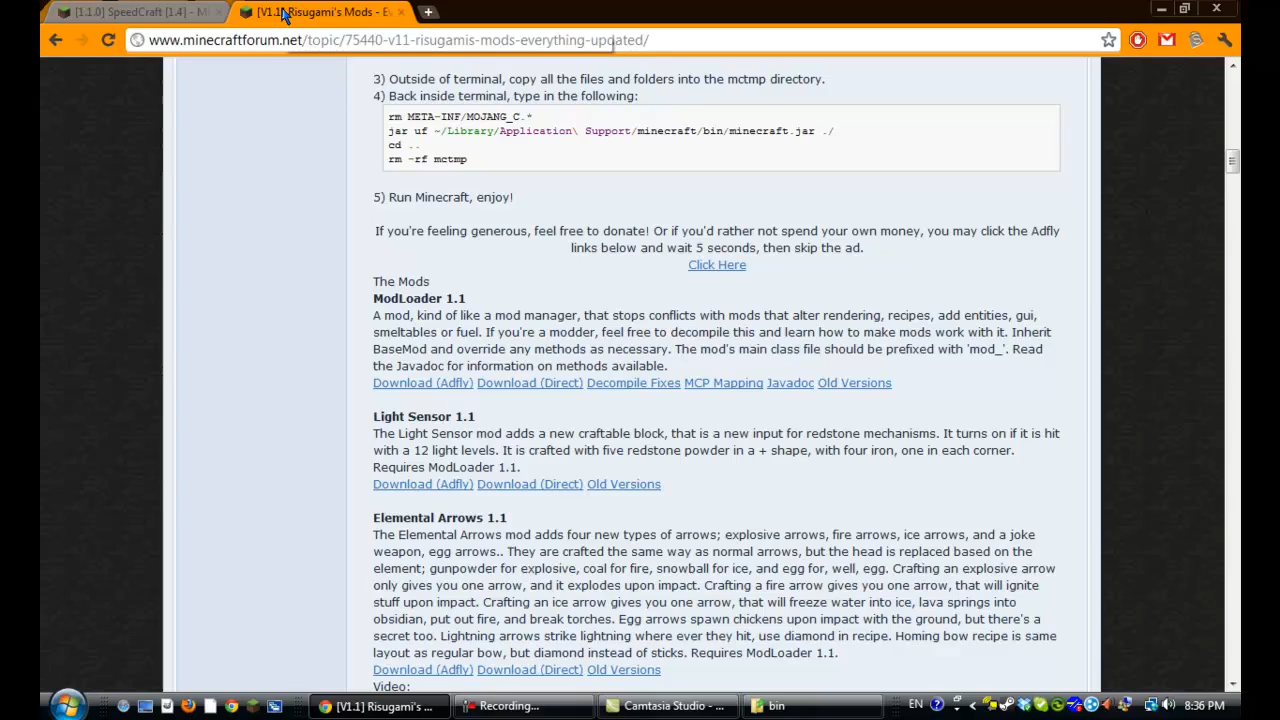 [1.1.0] SpeedCraft [1.4] - M
[V1.1] Risugami's Mods - Ev
www.minecraftforum.net/topic/75440-v11-risugamis-mods-everything-updated/
3) Outside of terminal, copy all the files and folders into the mctmp directory.
4) Back inside terminal, type in the following:
rm META-INF/MOJANG_C.*
jar uf ~/Library/Application\ Support/minecraft/bin/minecraft.jar ./
cd ..
rm -rf mctmp
5) Run Minecraft, enjoy!
If you're feeling generous, feel free to donate! Or if you'd rather not spend your own money, you may click the Adfly
links below and wait 5 seconds, then skip the ad.
Click Here
The Mods
ModLoader 1.1
A mod, kind of like a mod manager, that stops conflicts with mods that alter rendering, recipes, add entities, gui,
smeltables or fuel. If you're a modder, feel free to decompile this and learn how to make mods work with it. Inherit
BaseMod and override any methods as necessary. The mod's main class file should be prefixed with 'mod_'. Read
the Javadoc for information on methods available.
Download (Adfly) Download (Direct) Decompile Fixes MCP Mapping Javadoc Old Versions
Light Sensor 1.1
The Light Sensor mod adds a new craftable block, that is a new input for redstone mechanisms. It turns on if it is hit
with a 12 light levels. It is crafted with five redstone powder in a + shape, with four iron, one in each corner.
Requires ModLoader 1.1.
Download (Adfly) Download (Direct) Old Versions
Elemental Arrows 1.1
The Elemental Arrows mod adds four new types of arrows; explosive arrows, fire arrows, ice arrows, and a joke
weapon, egg arrows.. They are crafted the same way as normal arrows, but the head is replaced based on the
element; gunpowder for explosive, coal for fire, snowball for ice, and egg for, well, egg. Crafting an explosive arrow
only gives you one arrow, and it explodes upon impact. Crafting a fire arrow gives you one arrow, that will ignite
stuff upon impact. Crafting an ice arrow gives you one arrow, that will freeze water into ice, lava springs into
obsidian, put out fire, and break torches. Egg arrows spawn chickens upon impact with the ground, but there's a
secret too. Lightning arrows strike lightning where ever they hit, use diamond in recipe. Homing bow recipe is same
layout as regular bow, but diamond instead of sticks. Requires ModLoader 1.1.
Download (Adfly) Download (Direct) Old Versions
Video:
[V1.1] Risugami's ...
Recording...
Camtasia Studio - ...
bin
EN
8:36 PM